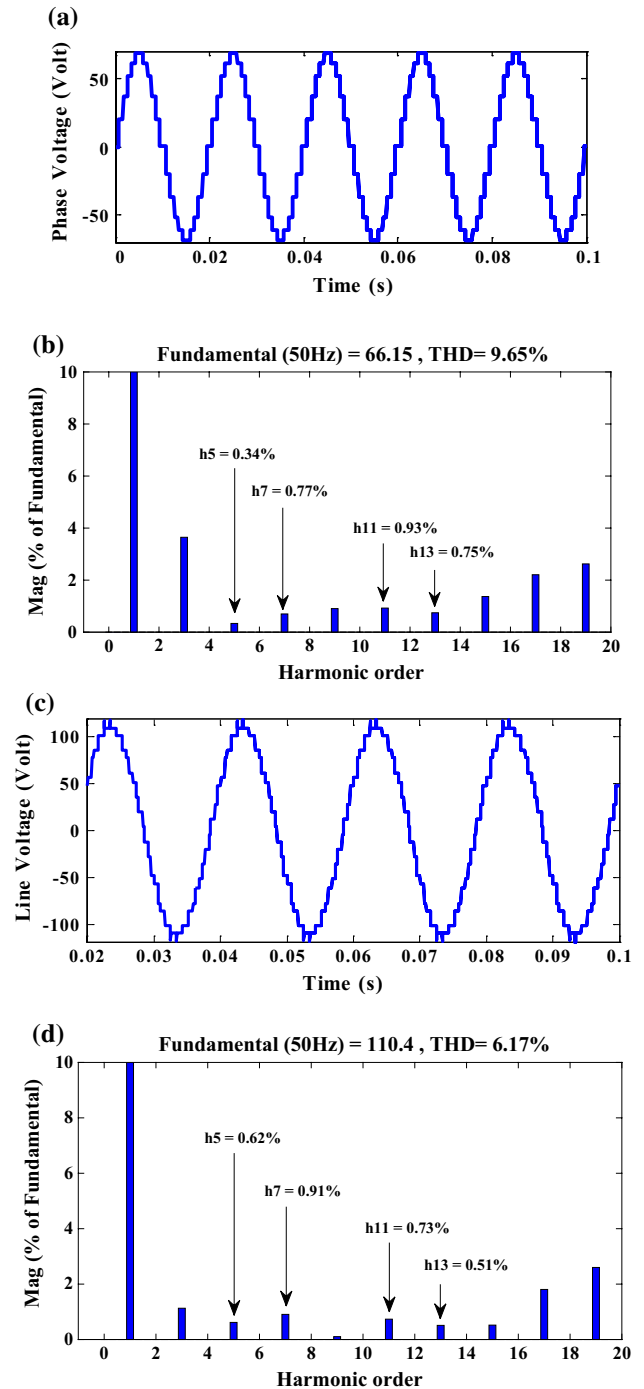 (a)
Phase Voltage (Volt)
50
0
-50
0 0.02 0.04 0.06 0.08 0.1
Time (s)
(b)
Fundamental (50Hz) = 66.15 , THD= 9.65%
Mag (% of Fundamental)
10
8
6
4
2
0
h5 = 0.34%
h7 = 0.77%
h11 = 0.93%
h13 = 0.75%
0 2 4 6 8 10 12 14 16 18 20
Harmonic order
(c)
Line Voltage (Volt)
100
50
0
-50
-100
0.02 0.03 0.04 0.05 0.06 0.07 0.08 0.09 0.1
Time (s)
(d)
Fundamental (50Hz) = 110.4 , THD= 6.17%
Mag (% of Fundamental)
10
8
6
4
2
0
h5 = 0.62%
h7 = 0.91%
h11 = 0.73%
h13 = 0.51%
0 2 4 6 8 10 12 14 16 18 20
Harmonic order